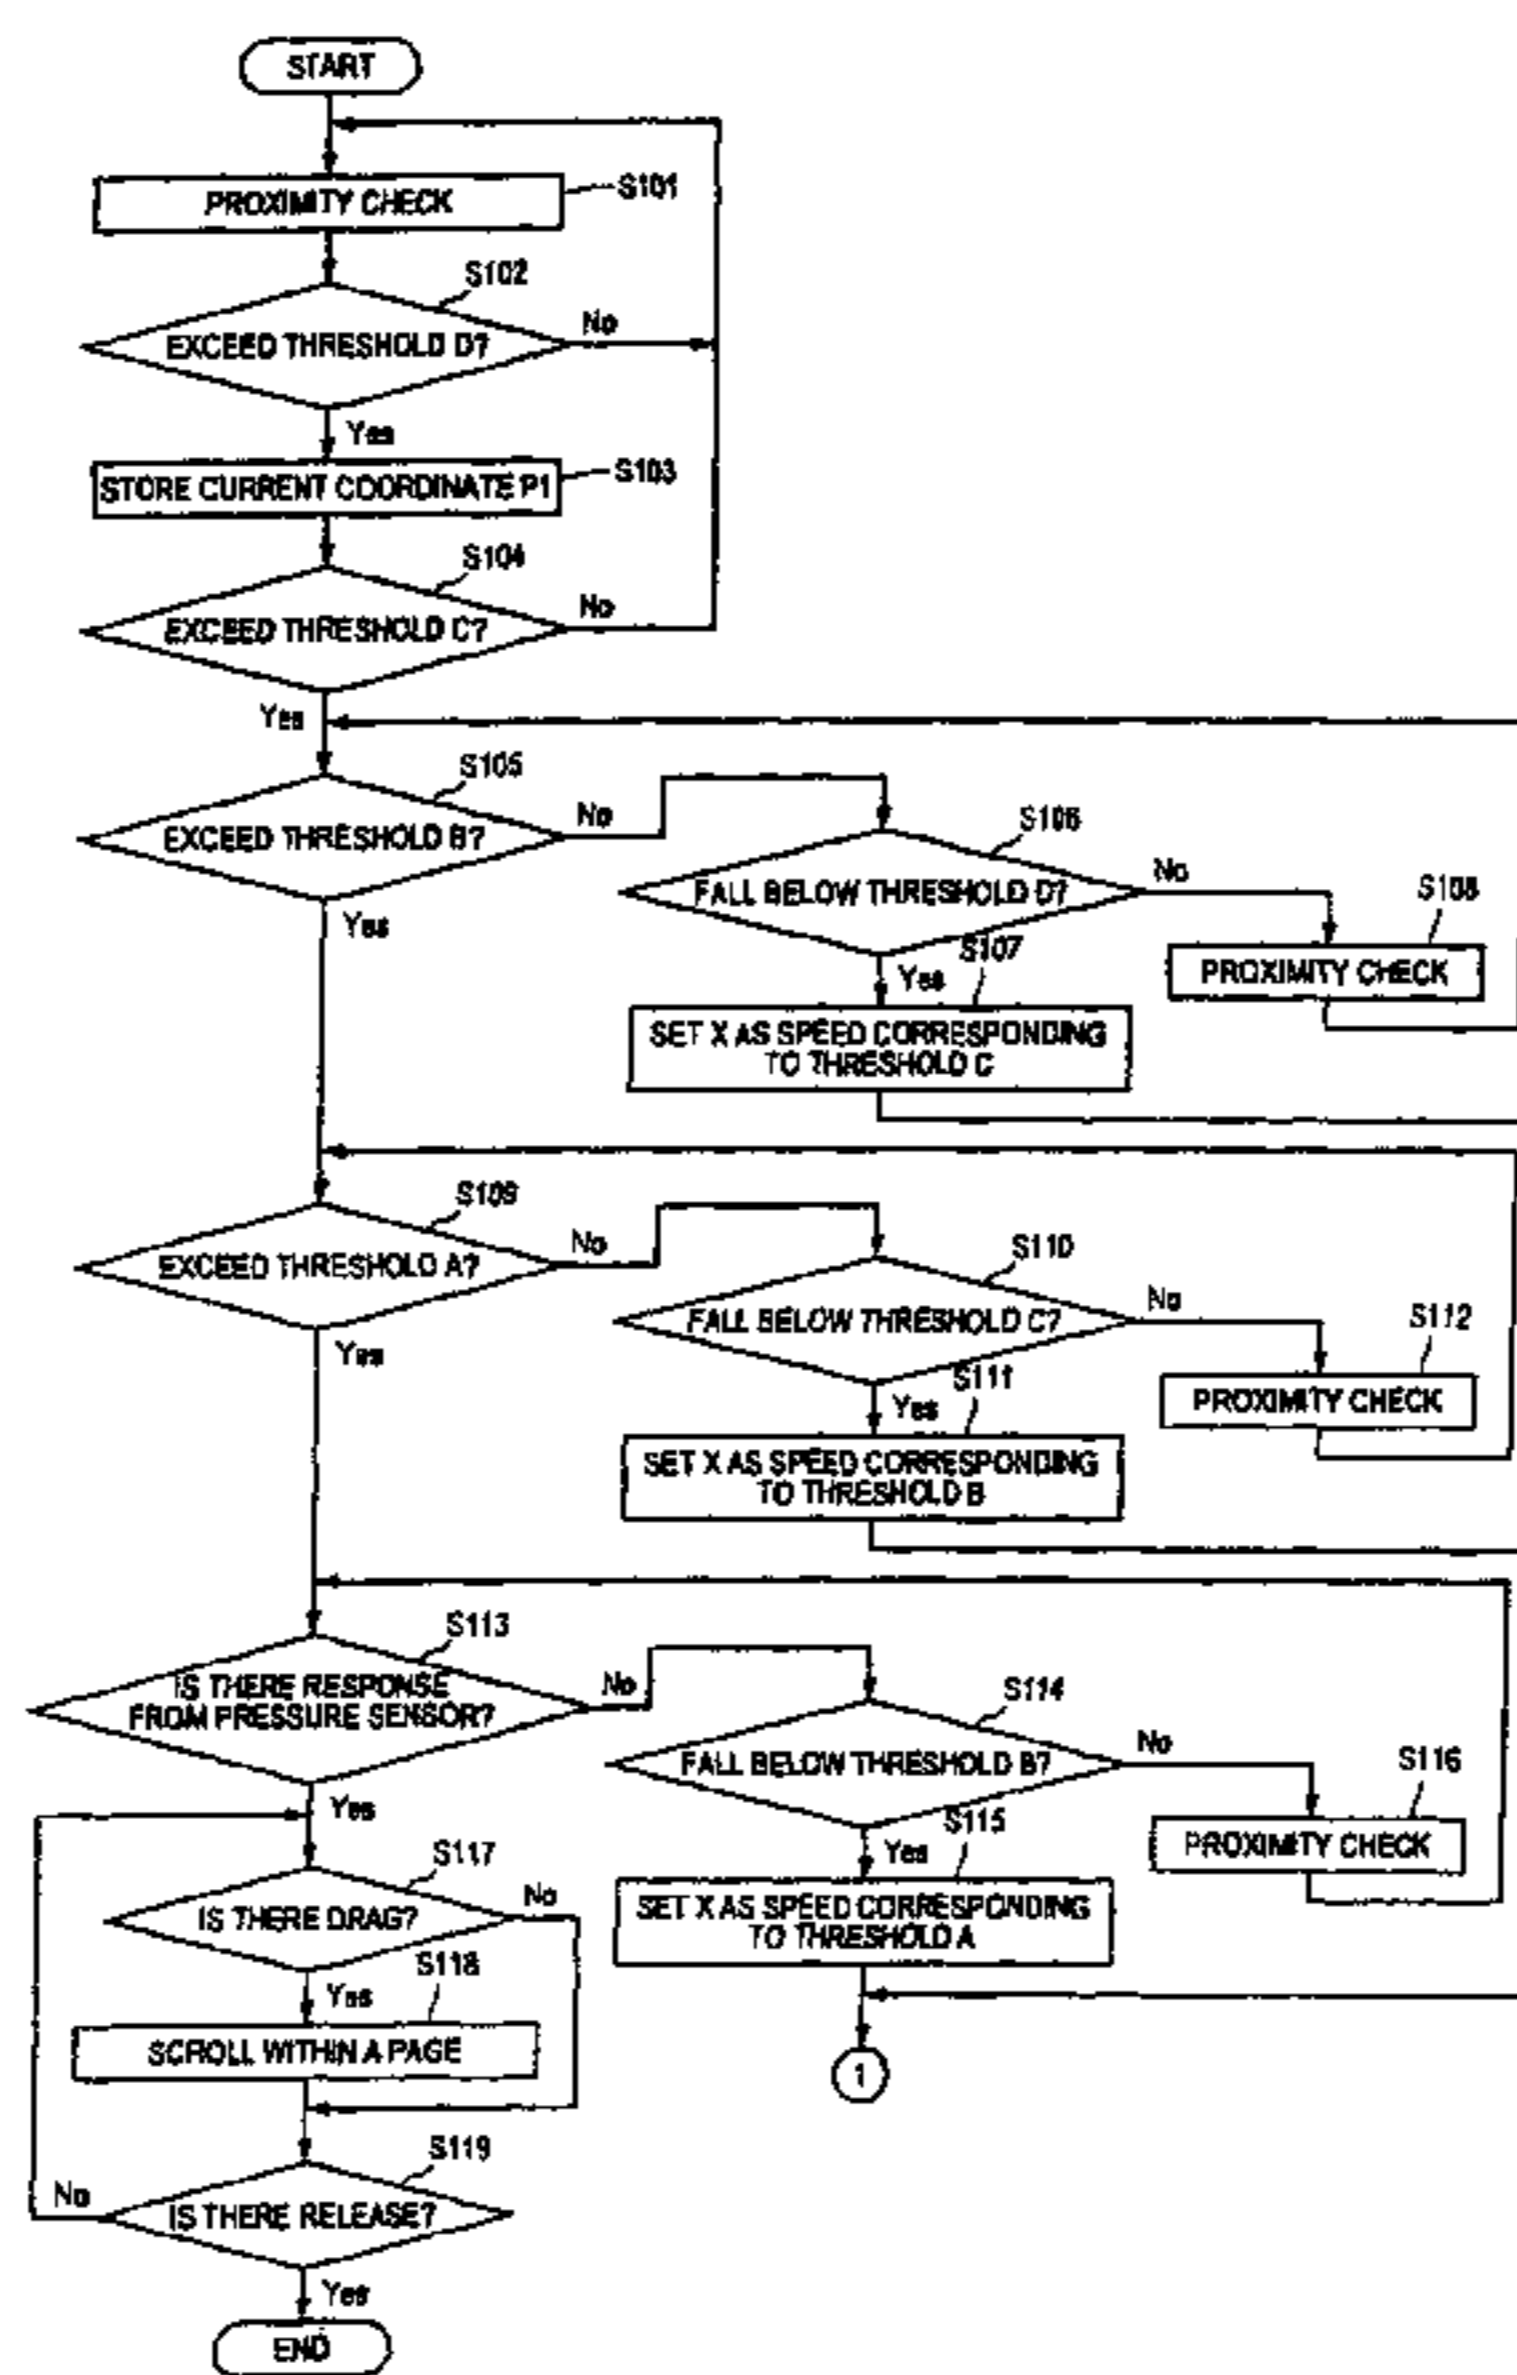 START
PROXIMITY CHECK
S101
S102
EXCEED THRESHOLD D?
No
Yes
STORE CURRENT COORDINATE P1
S103
S104
EXCEED THRESHOLD C?
No
Yes
S105
EXCEED THRESHOLD B?
No
Yes
S106
FALL BELOW THRESHOLD D?
No
S108
PROXIMITY CHECK
Yes
S107
SET X AS SPEED CORRESPONDING
TO THRESHOLD C
S109
EXCEED THRESHOLD A?
No
Yes
S110
FALL BELOW THRESHOLD C?
No
S112
PROXIMITY CHECK
Yes
S111
SET X AS SPEED CORRESPONDING
TO THRESHOLD B
S113
IS THERE RESPONSE
FROM PRESSURE SENSOR?
No
Yes
S114
FALL BELOW THRESHOLD B?
No
S116
PROXIMITY CHECK
Yes
S115
SET X AS SPEED CORRESPONDING
TO THRESHOLD A
1
S117
IS THERE DRAG?
No
Yes
S118
SCROLL WITHIN A PAGE
S119
IS THERE RELEASE?
No
Yes
END